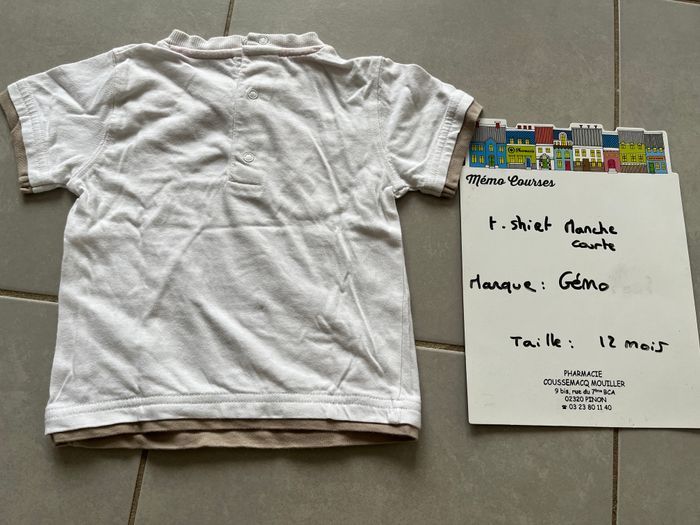 Mémo Courses
t. shirt Manche
courte
Marque : Gémo
Taille : 12 mois
PHARMACIE
COUSSEMACQ MOUILLER
9 bis, rue du 7ème BCA
02320 PINON
☎ 03 23 80 11 40